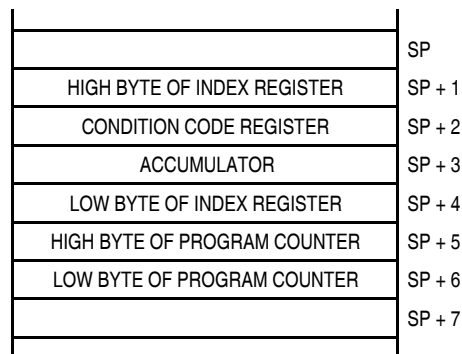 SP
HIGH BYTE OF INDEX REGISTER SP + 1
CONDITION CODE REGISTER SP + 2
ACCUMULATOR SP + 3
LOW BYTE OF INDEX REGISTER SP + 4
HIGH BYTE OF PROGRAM COUNTER SP + 5
LOW BYTE OF PROGRAM COUNTER SP + 6
SP + 7